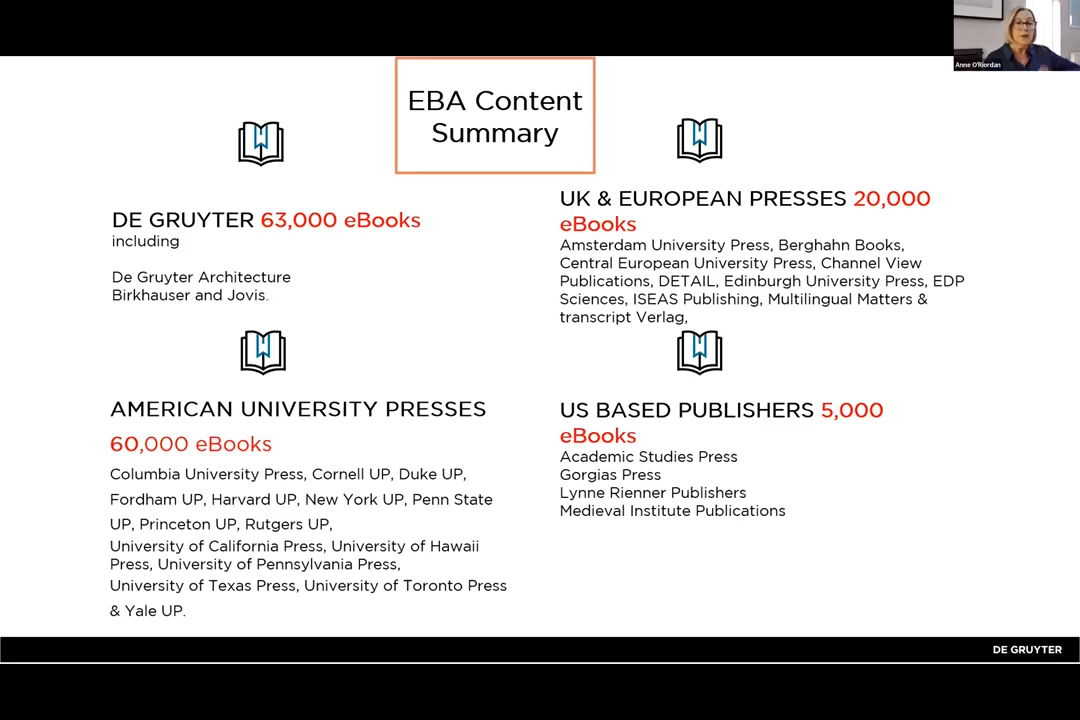 Anne O'Riordan
EBA Content
Summary
DE GRUYTER 63,000 eBooks
including
De Gruyter Architecture
Birkhauser and Jovis.
UK & EUROPEAN PRESSES 20,000
eBooks
Amsterdam University Press, Berghahn Books,
Central European University Press, Channel View
Publications, DETAIL, Edinburgh University Press, EDP
Sciences, ISEAS Publishing, Multilingual Matters &
transcript Verlag,
AMERICAN UNIVERSITY PRESSES
60,000 eBooks
Columbia University Press, Cornell UP, Duke UP,
Fordham UP, Harvard UP, New York UP, Penn State
UP, Princeton UP, Rutgers UP,
University of California Press, University of Hawaii
Press, University of Pennsylvania Press,
University of Texas Press, University of Toronto Press
& Yale UP.
US BASED PUBLISHERS 5,000
eBooks
Academic Studies Press
Gorgias Press
Lynne Rienner Publishers
Medieval Institute Publications
DE GRUYTER